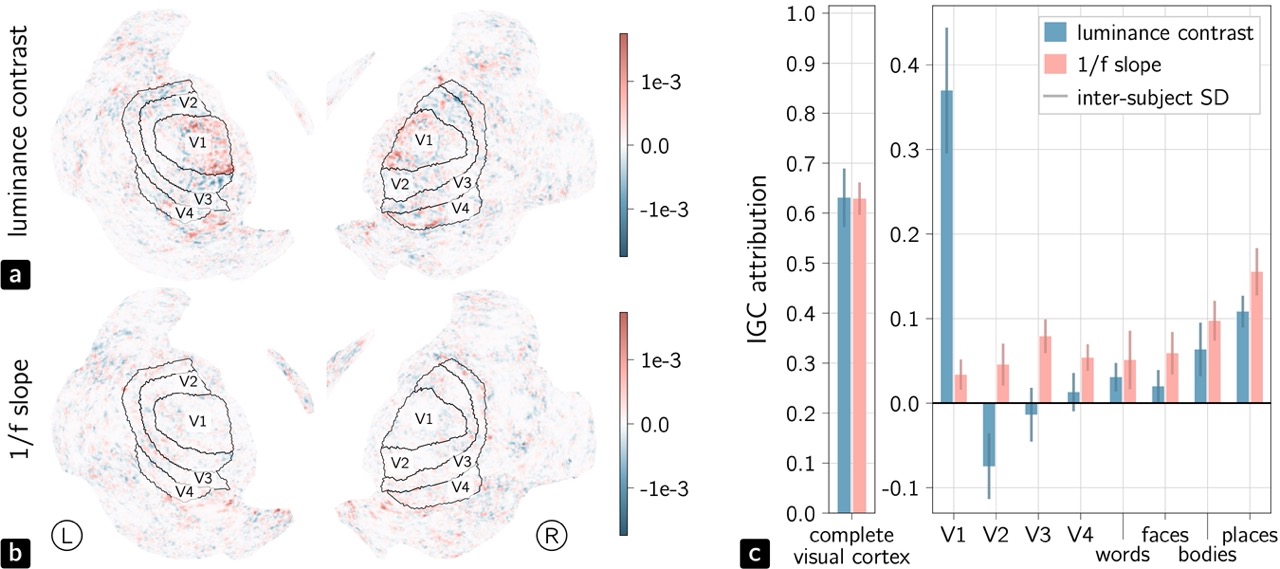 luminance contrast
V2
V1
V3
V4
V1
V2
V3
V4
1e-3
0.0
−1e-3
a
1/f slope
V2
V1
V3
V4
V1
V2
V3
V4
1e-3
0.0
−1e-3
L
R
b
IGC attribution
1.0
0.9
0.8
0.7
0.6
0.5
0.4
0.3
0.2
0.1
0.0
complete
visual cortex
c
luminance contrast
1/f slope
inter-subject SD
0.4
0.3
0.2
0.1
0.0
−0.1
V1 V2 V3 V4 faces places
words bodies